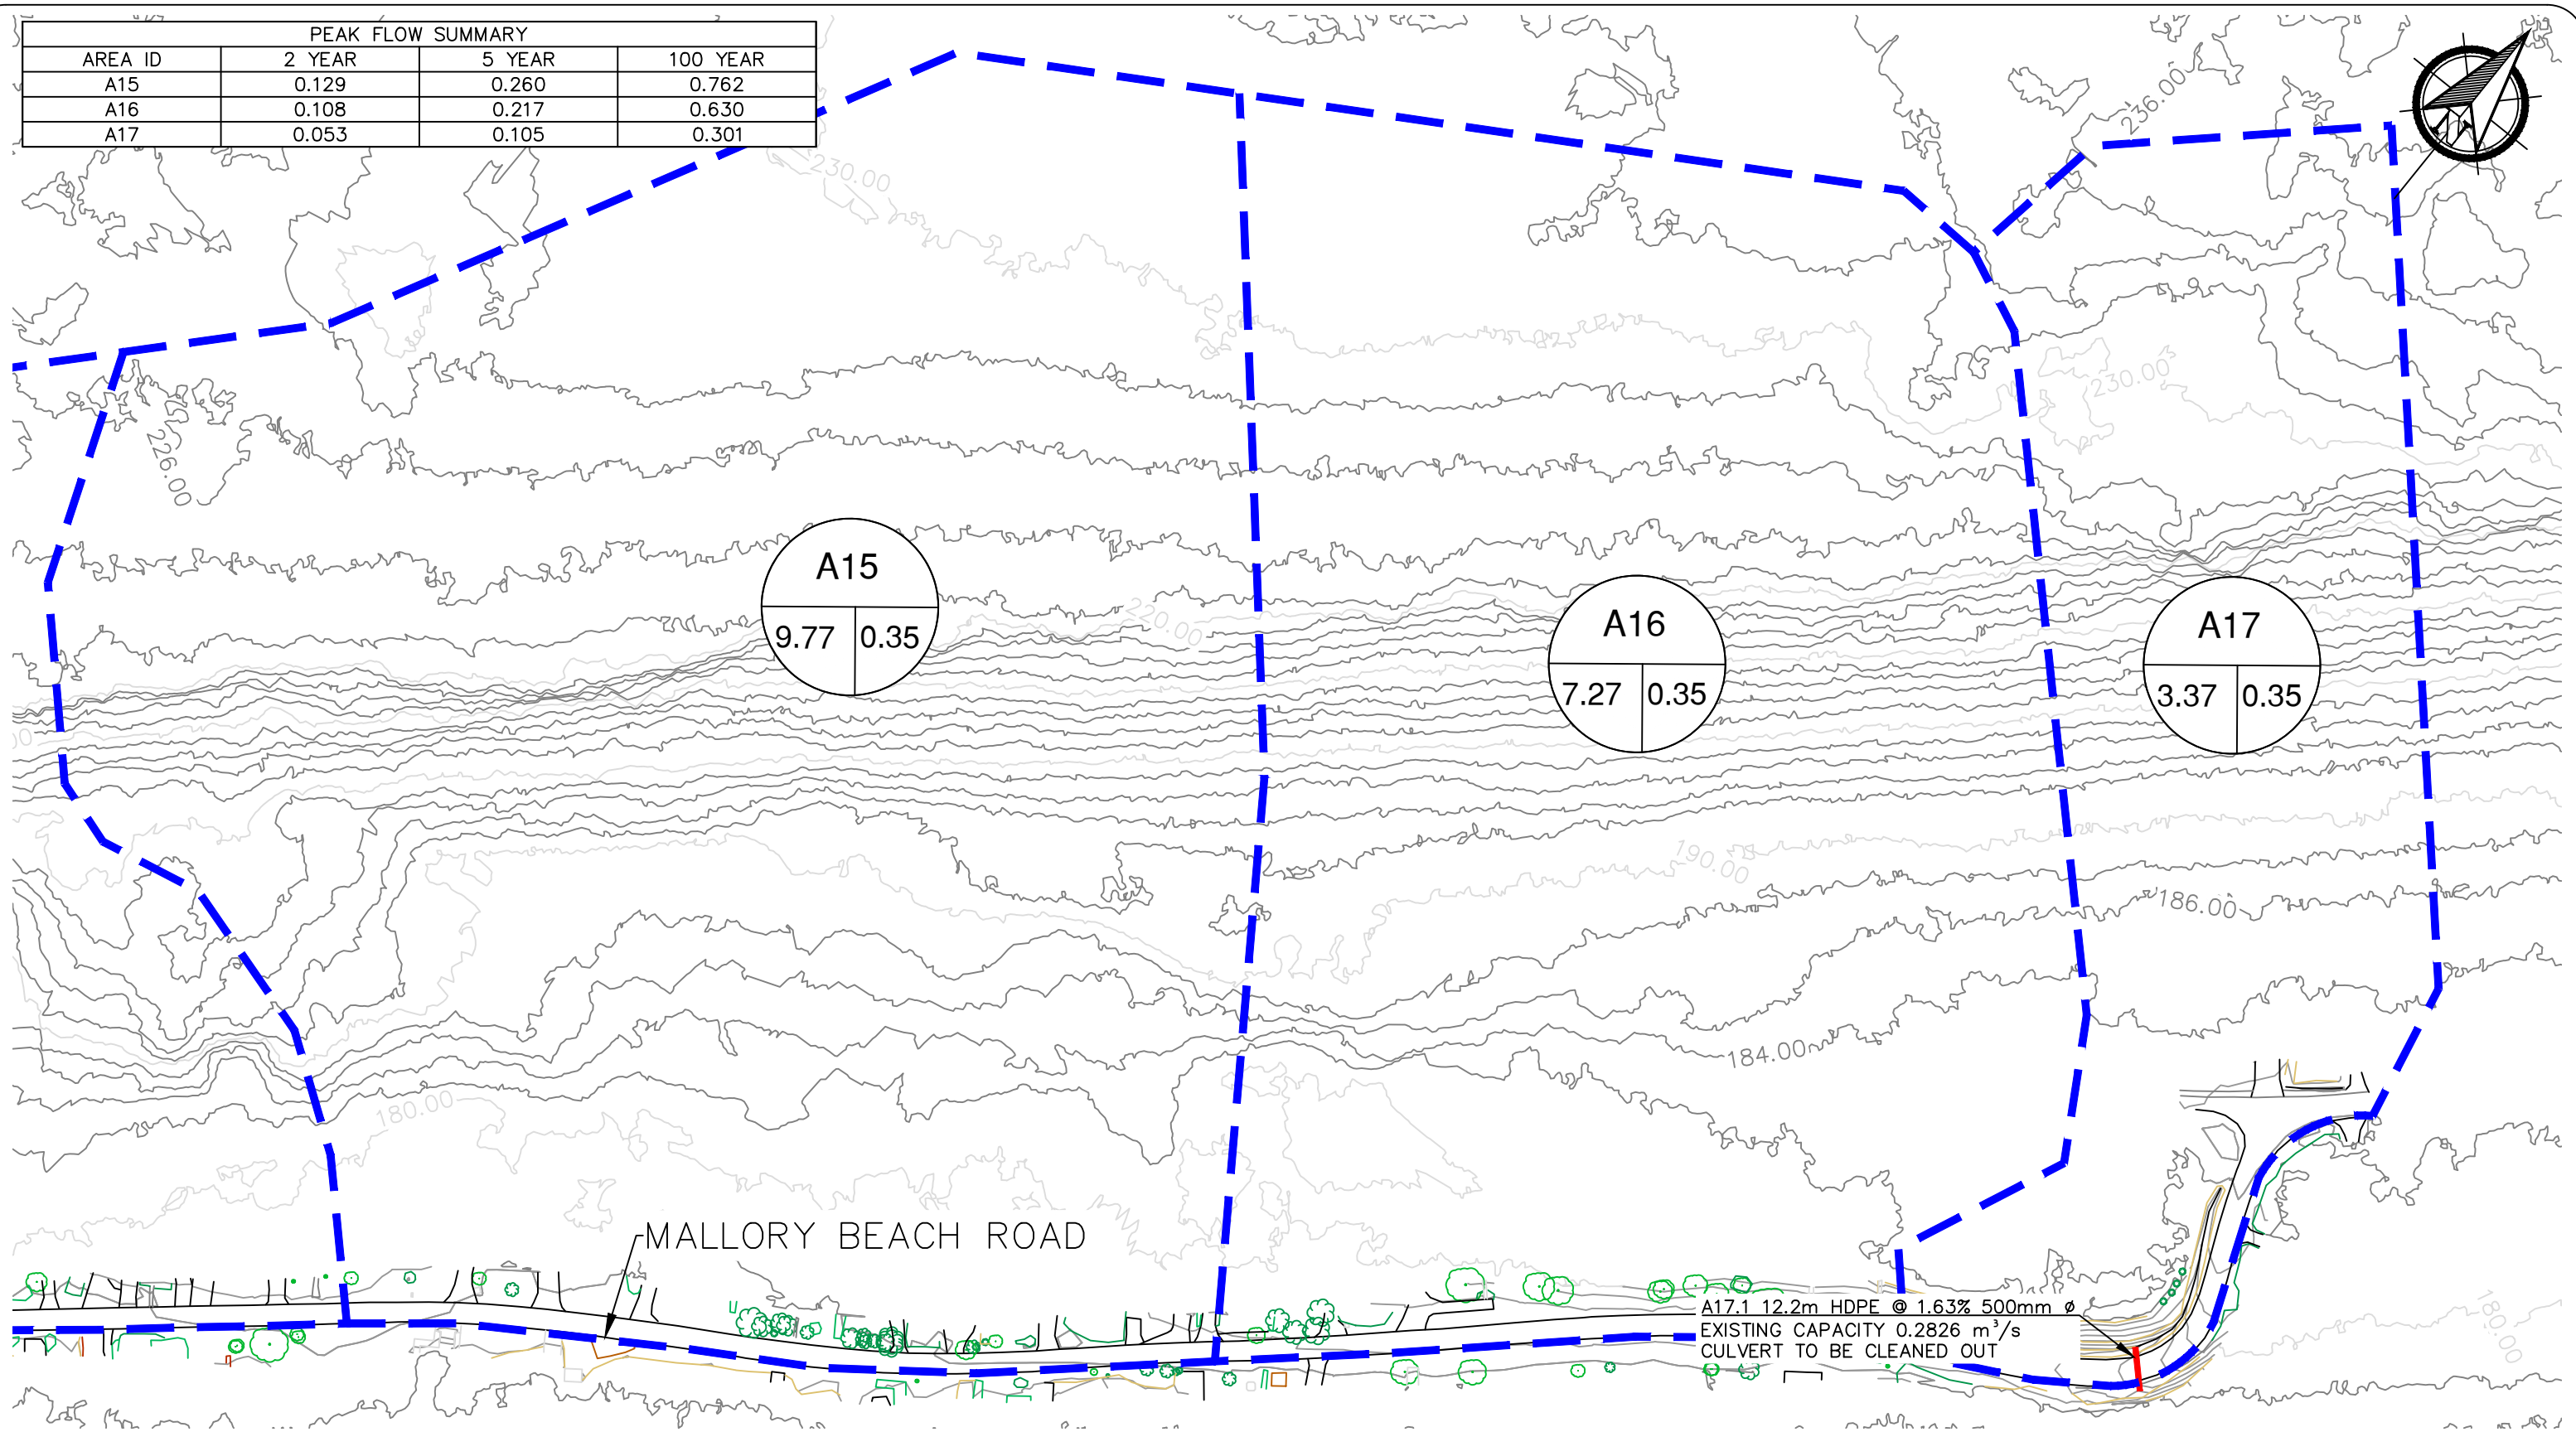 PEAK FLOW SUMMARY
AREA ID 2 YEAR 5 YEAR 100 YEAR
A15 0.129 0.260 0.762
A16 0.108 0.217 0.630
A17 0.053 0.105 0.301
236.00
230.00
230.00
226.00
A15
9.77 0.35
220.00
A16
7.27 0.35
A17
3.37 0.35
190.00
186.00
184.00
180.00
MALLORY BEACH ROAD
A17.1 12.2m HDPE @ 1.63% 500mm ø
EXISTING CAPACITY 0.2826 m³/s
CULVERT TO BE CLEANED OUT
180.00